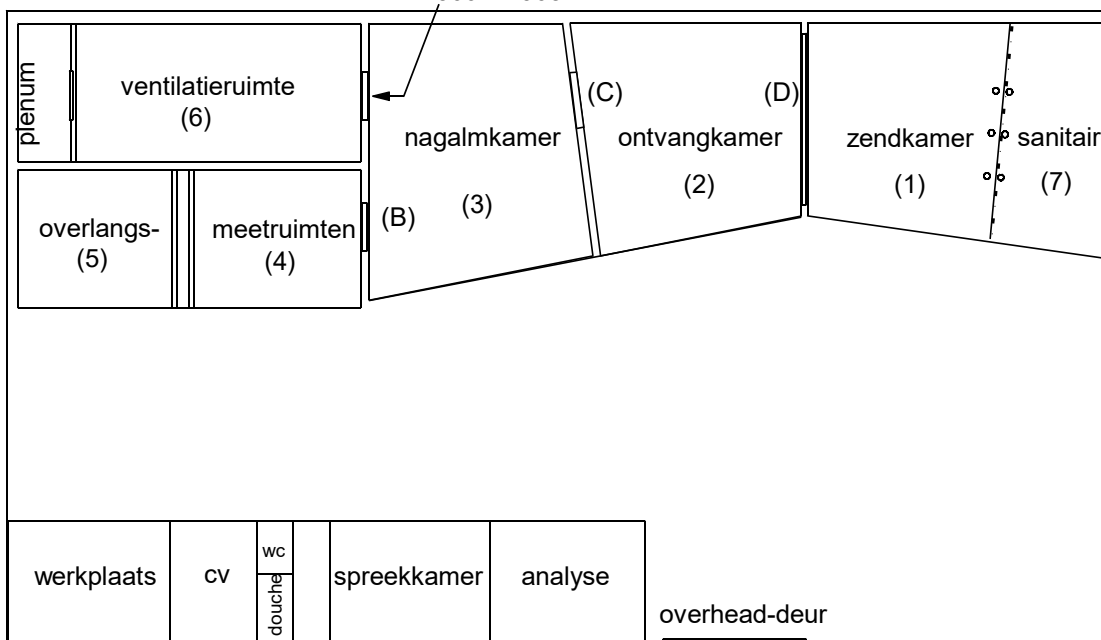 plenum
ventilatieruimte
(6)
nagalmkamer
(3)
(C)
ontvangkamer
(2)
(D)
zendkamer
(1)
sanitair
(7)
overlangs-
(5)
meetruimten
(4)
(B)
werkplaats
cv
wc
douche
spreekkamer
analyse
overhead-deur